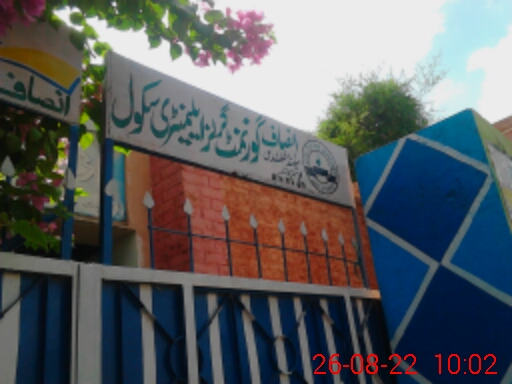 انصاف
انصاف گورنمنٹ گرلز ایلیمنٹری سکول
26-08-22 10:02